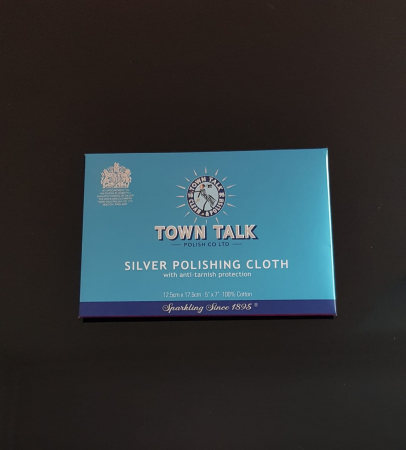 TOWN TALK
POLISH CO LTD
SILVER POLISHING CLOTH
with anti-tarnish protection
12.5cm x 17.5cm · 5" x 7" · 100% Cotton
Sparkling Since 1895 ®